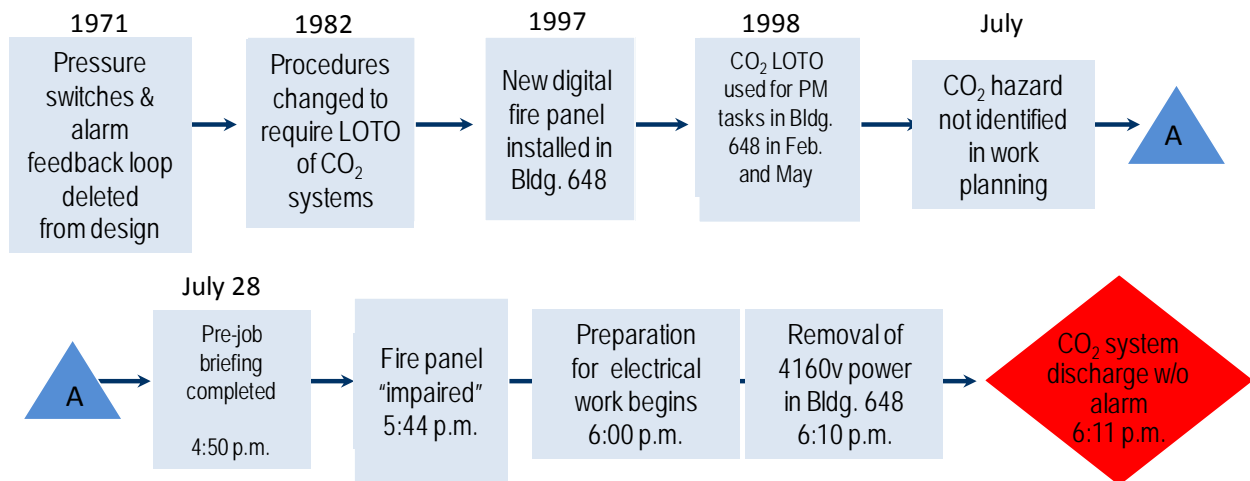 1971
Pressure
switches &
alarm
feedback loop
deleted
from design
1982
Procedures
changed to
require LOTO
of CO₂
systems
1997
New digital
fire panel
installed in
Bldg. 648
1998
CO₂ LOTO
used for PM
tasks in Bldg.
648 in Feb.
and May
July
CO₂ hazard
not identified
in work
planning
A
A
July 28
Pre-job
briefing
completed
4:50 p.m.
Fire panel
“impaired”
5:44 p.m.
Preparation
for electrical
work begins
6:00 p.m.
Removal of
4160v power
in Bldg. 648
6:10 p.m.
CO₂ system
discharge w/o
alarm
6:11 p.m.